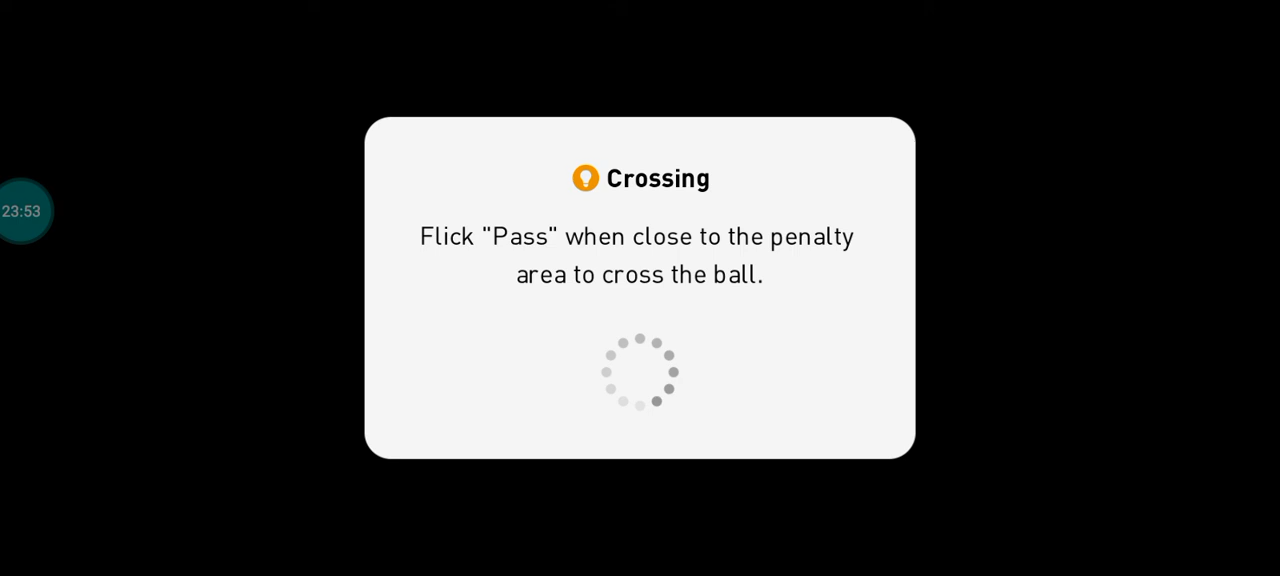 Crossing
Flick "Pass" when close to the penalty
area to cross the ball.
23:53